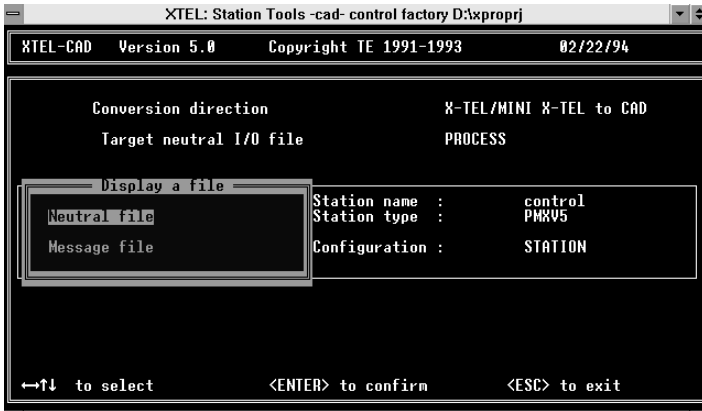 XTEL: Station Tools -cad- control factory D:\xproprj
XTEL-CAD Version 5.0 Copyright TE 1991-1993 02/22/94
Conversion direction X-TEL/MINI X-TEL to CAD
Target neutral I/O file PROCESS
Display a file
Neutral file
Message file
Station name : control
Station type : PMXV5
Configuration : STATION
←→↑↓ to select <ENTER> to confirm <ESC> to exit